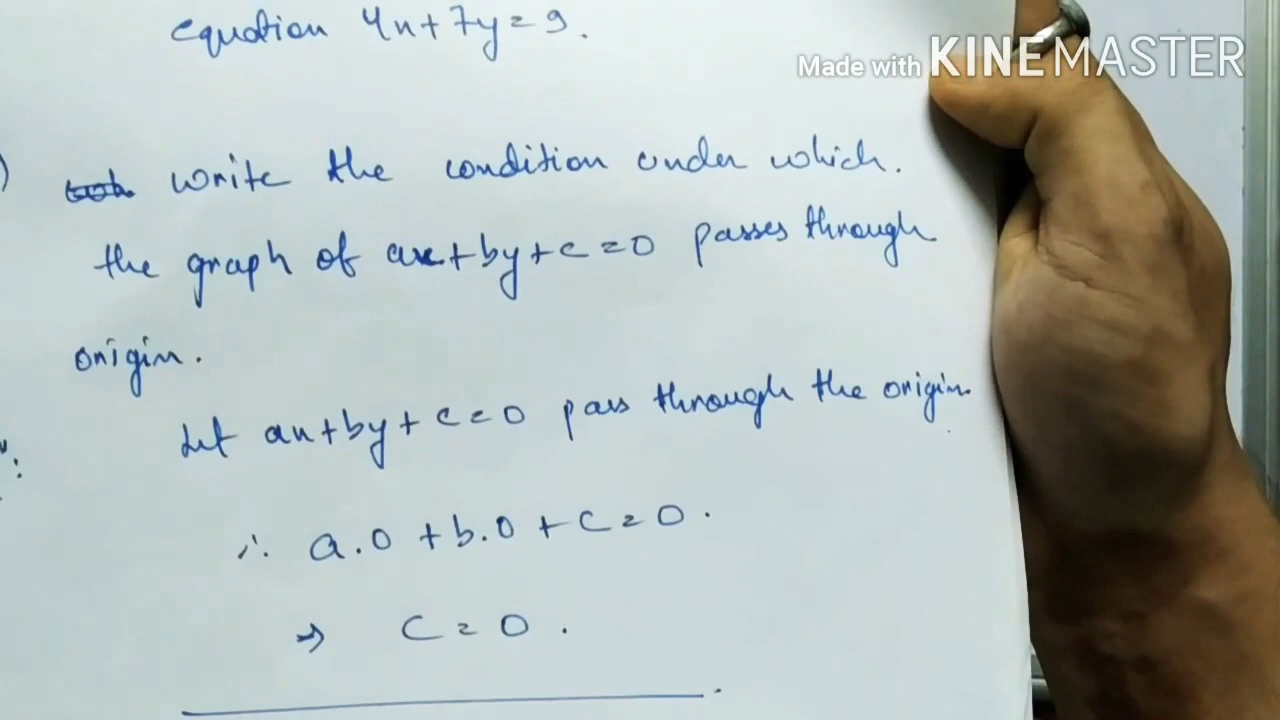 equation 4x+7y=9.
Made with KINEMASTER
) write the condition under which.
the graph of ax+by+c=0 passes through
origin.
Let ax+by+c=0 pass through the origin.
∴ a.0 + b.0 + c=0.
⇒ c=0.